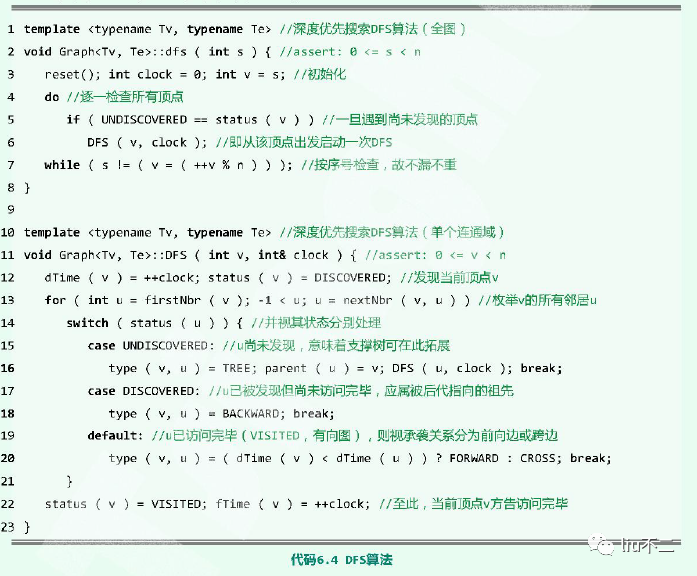 1 template <typename Tv, typename Te> //深度优先搜索DFS算法（全图）
2 void Graph<Tv, Te>::dfs ( int s ) { //assert: 0 <= s < n
3 reset(); int clock = 0; int v = s; //初始化
4 do //逐一检查所有顶点
5 if ( UNDISCOVERED == status ( v ) ) //一旦遇到尚未发现的顶点
6 DFS ( v, clock ); //即从该顶点出发启动一次DFS
7 while ( s != ( v = ( ++v % n ) ) ); //按序号检查，故不漏不重
8 }
9
10 template <typename Tv, typename Te> //深度优先搜索DFS算法（单个连通域）
11 void Graph<Tv, Te>::DFS ( int v, int& clock ) { //assert: 0 <= v < n
12 dTime ( v ) = ++clock; status ( v ) = DISCOVERED; //发现当前顶点v
13 for ( int u = firstNbr ( v ); -1 < u; u = nextNbr ( v, u ) ) //枚举v的所有邻居u
14 switch ( status ( u ) ) { //并视其状态分别处理
15 case UNDISCOVERED: //u尚未发现，意味着支撑树可在此拓展
16 type ( v, u ) = TREE; parent ( u ) = v; DFS ( u, clock ); break;
17 case DISCOVERED: //u已被发现但尚未访问完毕，应属被后代指向的祖先
18 type ( v, u ) = BACKWARD; break;
19 default: //u已访问完毕（VISITED，有向图），则视承袭关系分为前向边或跨边
20 type ( v, u ) = ( dTime ( v ) < dTime ( u ) ) ? FORWARD : CROSS; break;
21 }
22 status ( v ) = VISITED; fTime ( v ) = ++clock; //至此，当前顶点v方告访问完毕
23 }
liu不二
代码6.4 DFS算法